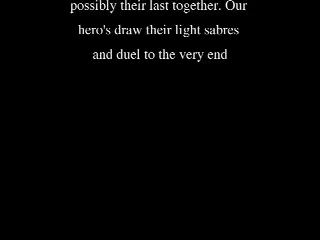 possibly their last together. Our
hero's draw their light sabres
and duel to the very end